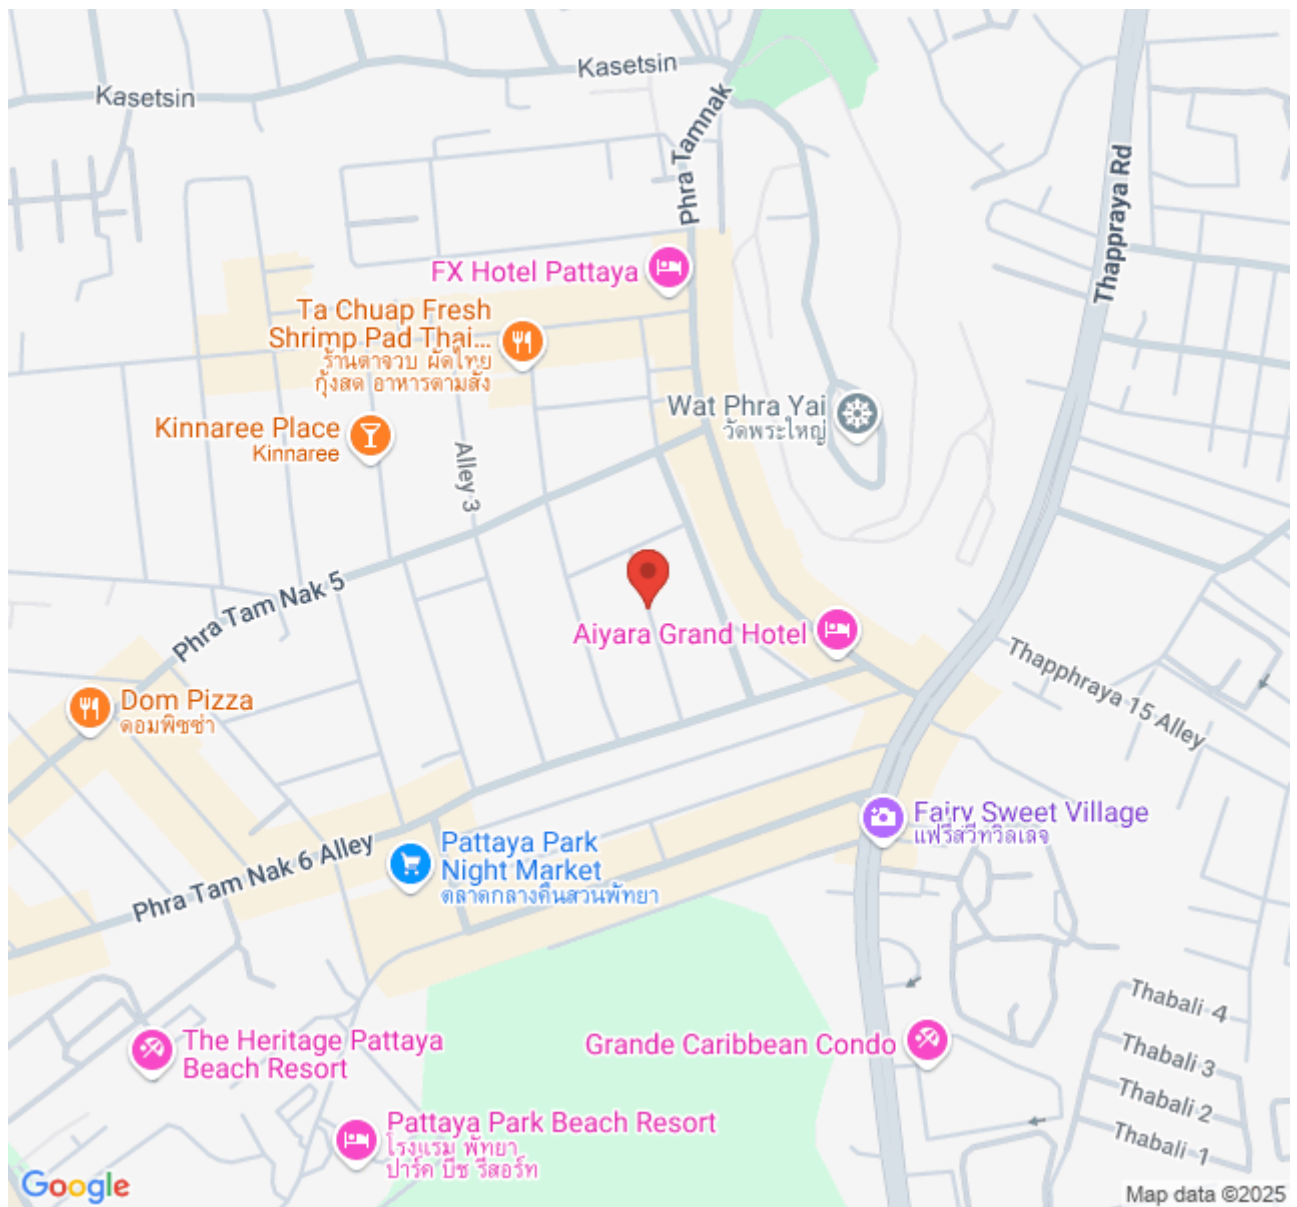 Kasetsin
Kasetsin
Phra Tamnak
Thappraya Rd
FX Hotel Pattaya
Ta Chuap Fresh
Shrimp Pad Thai...
ร้านตาจวบ ผัดไทย
กุ้งสด อาหารตามสั่ง
Wat Phra Yai
วัดพระใหญ่
Kinnaree Place
Kinnaree
Alley 3
Phra Tam Nak 5
Aiyara Grand Hotel
Thapphraya 15 Alley
Dom Pizza
ดอมพิซซ่า
Fairy Sweet Village
แฟรี่สวีทวิลเลจ
Pattaya Park
Night Market
ตลาดกลางคืนสวนพัทยา
Phra Tam Nak 6 Alley
Thabali 4
The Heritage Pattaya
Beach Resort
Grande Caribbean Condo
Thabali 3
Thabali 2
Pattaya Park Beach Resort
โรงแรม พัทยา
ปาร์ค บีช รีสอร์ท
Thabali 1
Google
Map data ©2025